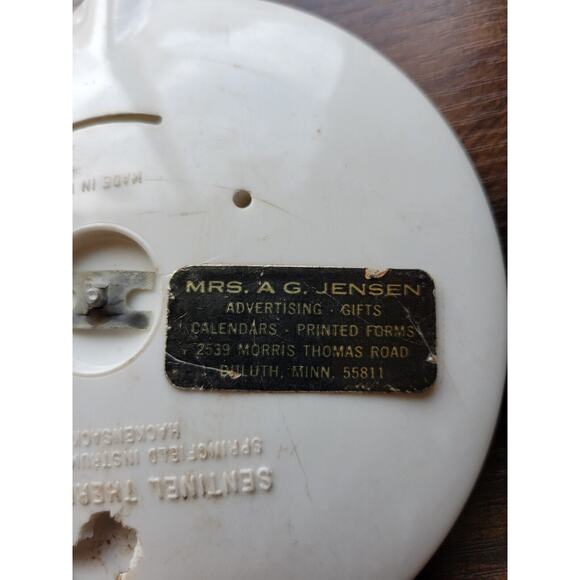 MADE IN
MRS. A G. JENSEN
ADVERTISING · GIFTS
CALENDARS · PRINTED FORMS
2539 MORRIS THOMAS ROAD
DULUTH, MINN. 55811
SENTINEL THER
SPRINGFIELD INSTRUM
HACKENSACK